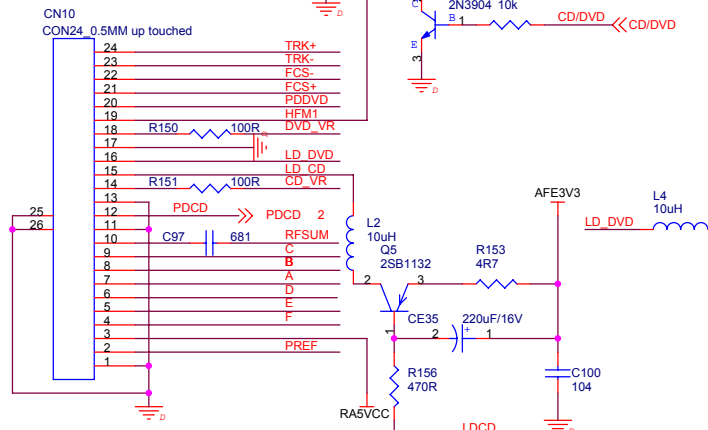 CN10
CON24_0.5MM up touched
24 TRK+
23 TRK-
22 FCS-
21 FCS+
20 PDDVD
19 HFM1
18 R150 100R DVD_VR
17
16 LD_DVD
15 LD_CD
14 R151 100R CD_VR
13
12 PDCD PDCD 2
11
10 C97 681 RFSUM
9 C
8 B
7 A
6 D
5 E
4 F
3
2 PREF
1
25
26
D
D
D
2N3904 10k
C
B 1
E
3
D
CD/DVD
CD/DVD
L2
10uH
Q5
2SB1132
2
3
1
R153
4R7
AFE3V3
CE35 220uF/16V
2 + 1
R156
470R
RA5VCC
LDCD
C100
104
D
LD_DVD
L4
10uH